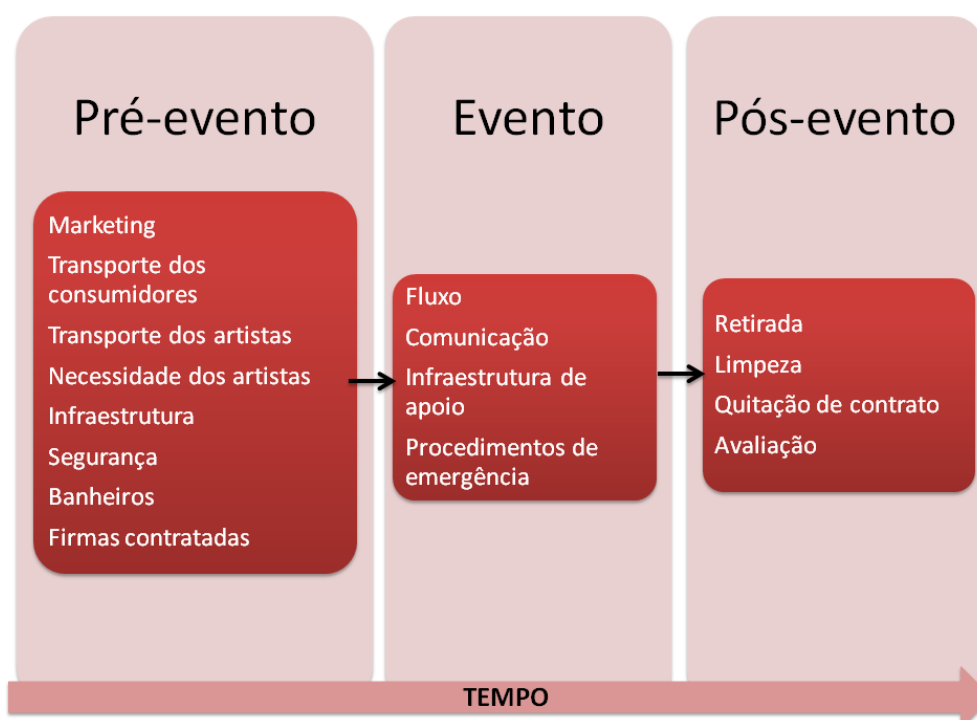 Pré-evento
Marketing
Transporte dos
consumidores
Transporte dos artistas
Necessidade dos artistas
Infraestrutura
Segurança
Banheiros
Firmas contratadas
Evento
Fluxo
Comunicação
Infraestrutura de
apoio
Procedimentos de
emergência
Pós-evento
Retirada
Limpeza
Quitação de contrato
Avaliação
TEMPO